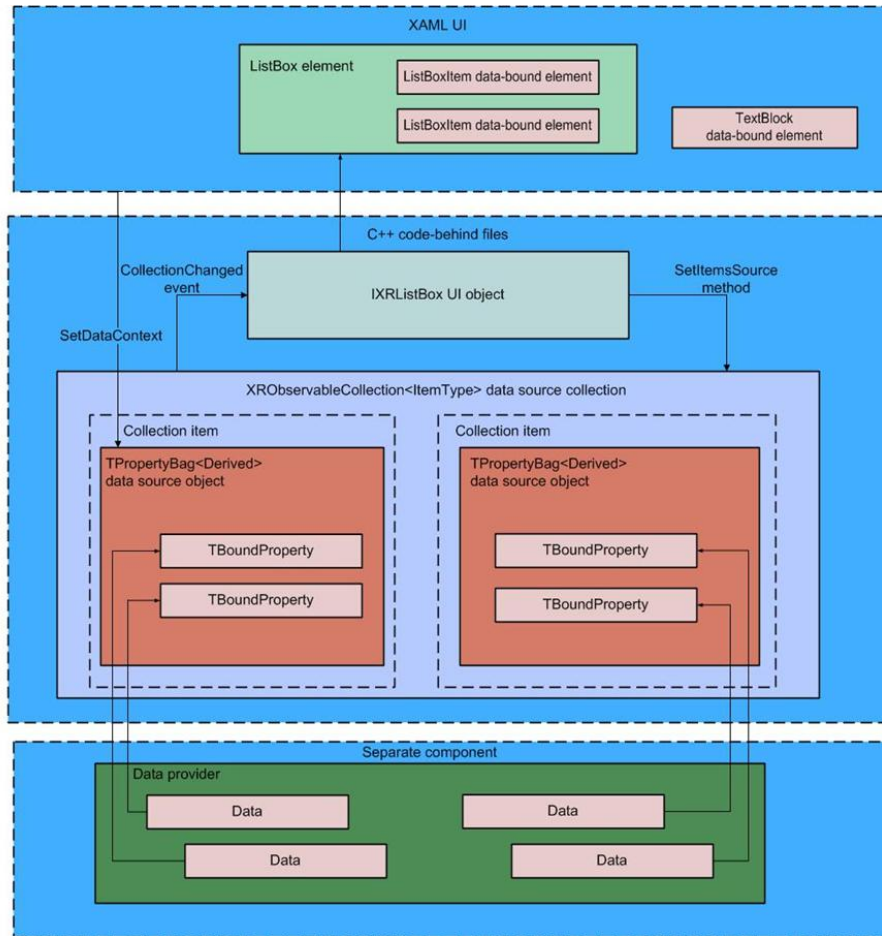 XAML UI
ListBox element
ListBoxItem data-bound element
ListBoxItem data-bound element
TextBlock
data-bound element
C++ code-behind files
CollectionChanged
event
IXRListBox UI object
SetItemsSource
method
SetDataContext
XRObservableCollection<ItemType> data source collection
Collection item
TPropertyBag<Derived>
data source object
TBoundProperty
TBoundProperty
Collection item
TPropertyBag<Derived>
data source object
TBoundProperty
TBoundProperty
Separate component
Data provider
Data
Data
Data
Data